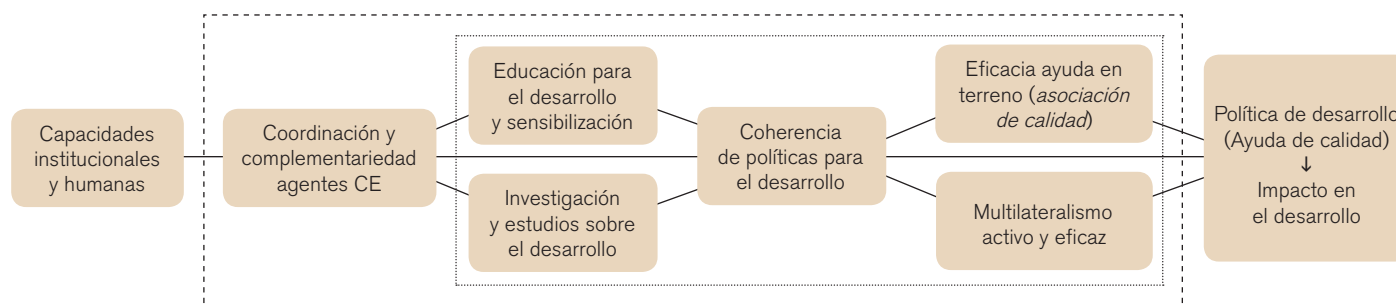 Capacidades
institucionales
y humanas
Coordinación y
complementariedad
agentes CE
Educación para
el desarrollo
y sensibilización
Investigación
y estudios sobre
el desarrollo
Coherencia
de políticas para
el desarrollo
Eficacia ayuda en
terreno (asociación
de calidad)
Multilateralismo
activo y eficaz
Política de desarrollo
(Ayuda de calidad)
↓
Impacto en
el desarrollo